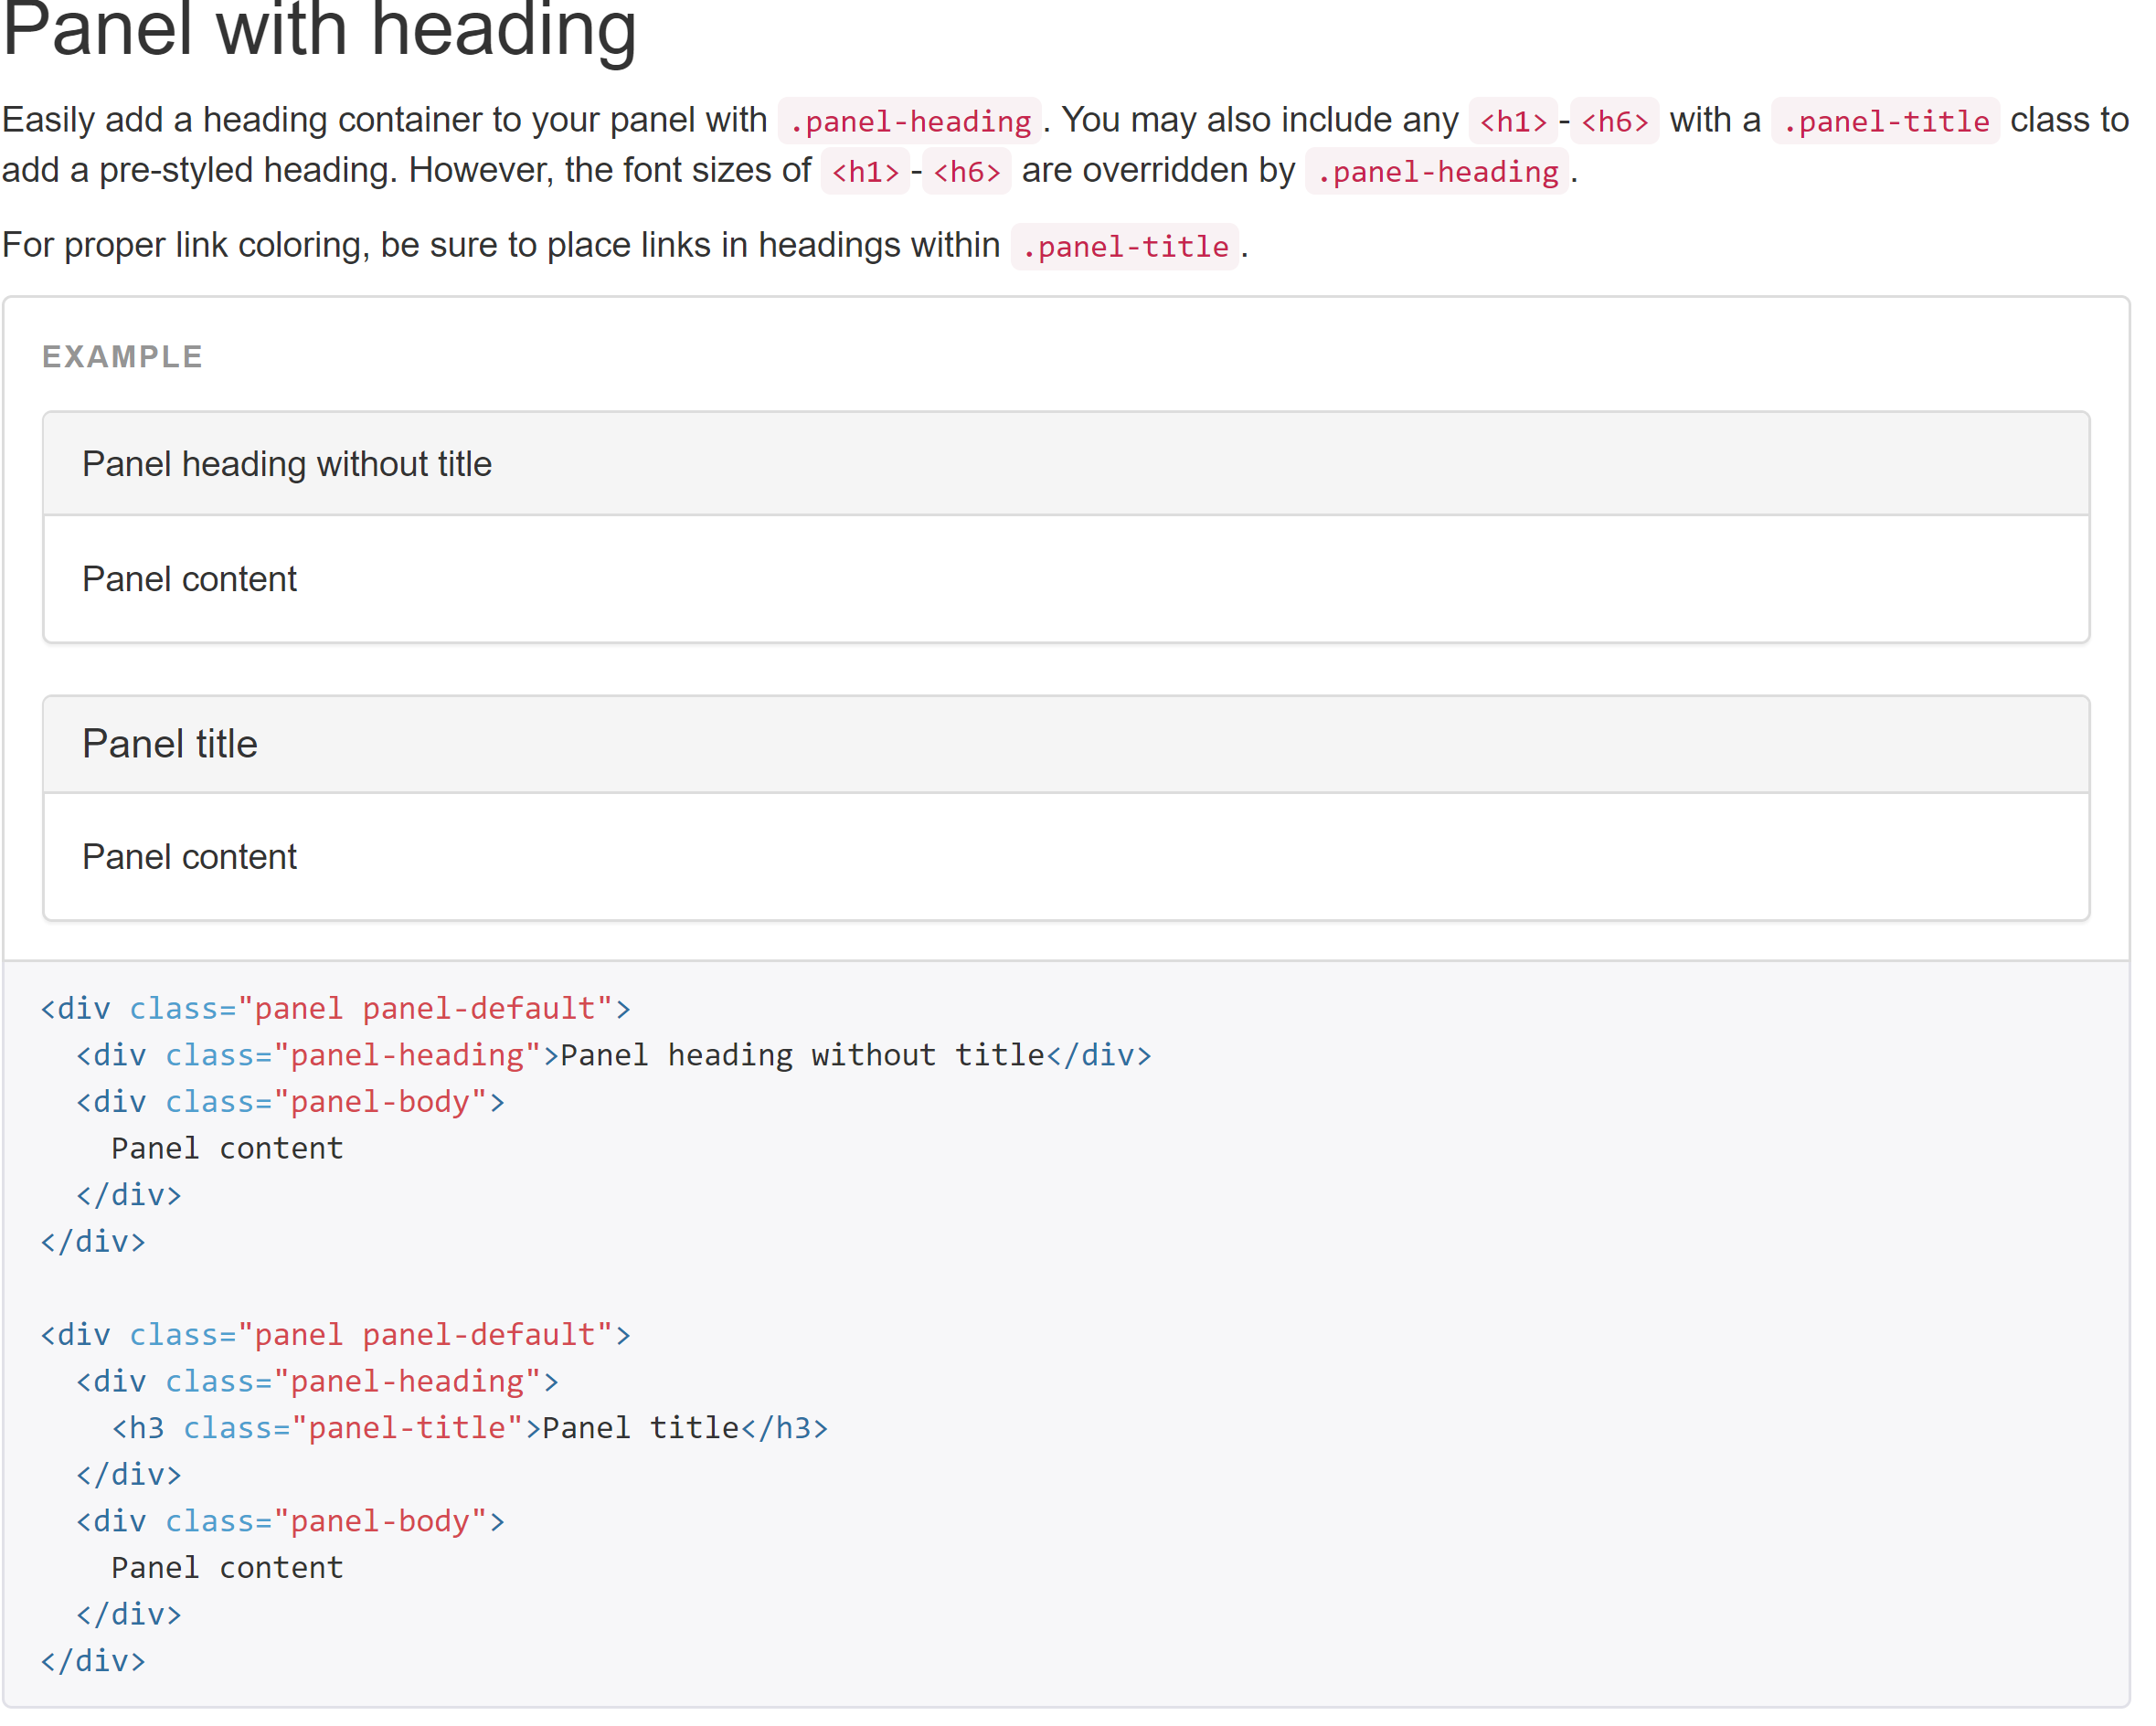 Panel with heading
Easily add a heading container to your panel with .panel-heading. You may also include any <h1>-<h6> with a .panel-title class to
add a pre-styled heading. However, the font sizes of <h1>-<h6> are overridden by .panel-heading.
For proper link coloring, be sure to place links in headings within .panel-title.
EXAMPLE
Panel heading without title
Panel content
Panel title
Panel content
<div class="panel panel-default">
  <div class="panel-heading">Panel heading without title</div>
  <div class="panel-body">
    Panel content
  </div>
</div>

<div class="panel panel-default">
  <div class="panel-heading">
    <h3 class="panel-title">Panel title</h3>
  </div>
  <div class="panel-body">
    Panel content
  </div>
</div>